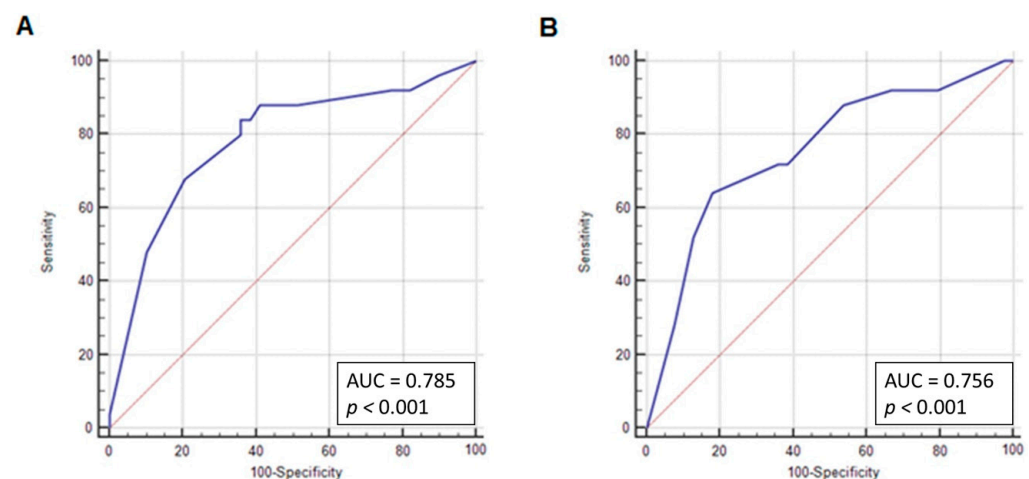 A
B
100
80
60
40
20
0
Sensitivity
0 20 40 60 80 100
100-Specificity
AUC = 0.785
p < 0.001
100
80
60
40
20
0
Sensitivity
0 20 40 60 80 100
100-Specificity
AUC = 0.756
p < 0.001